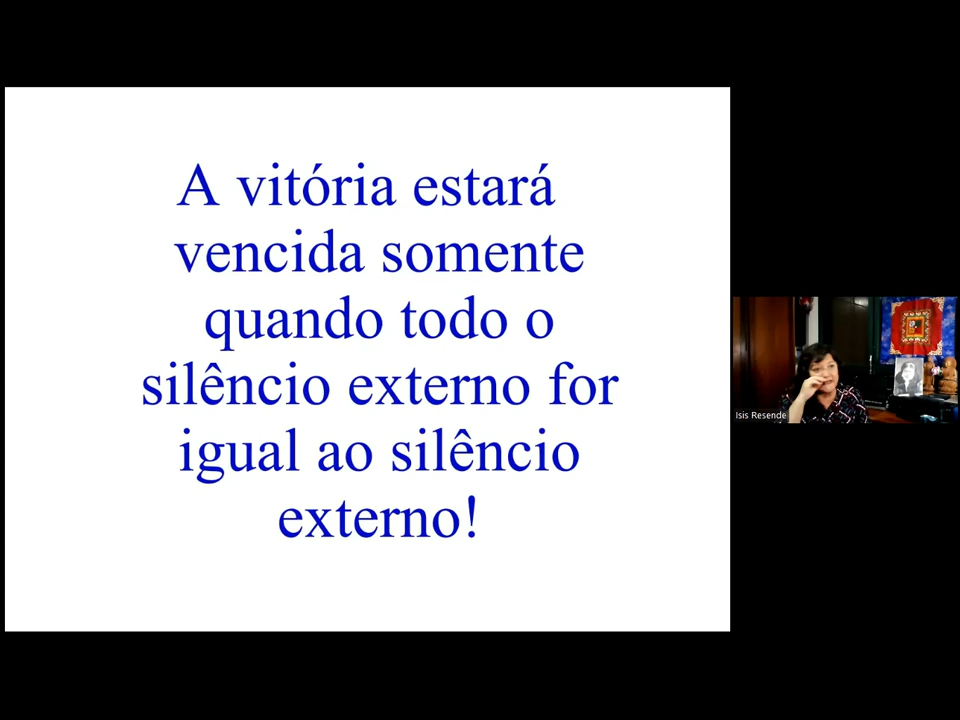 A vitória estará
vencida somente
quando todo o
silêncio externo for
igual ao silêncio
externo!
Isis Resende